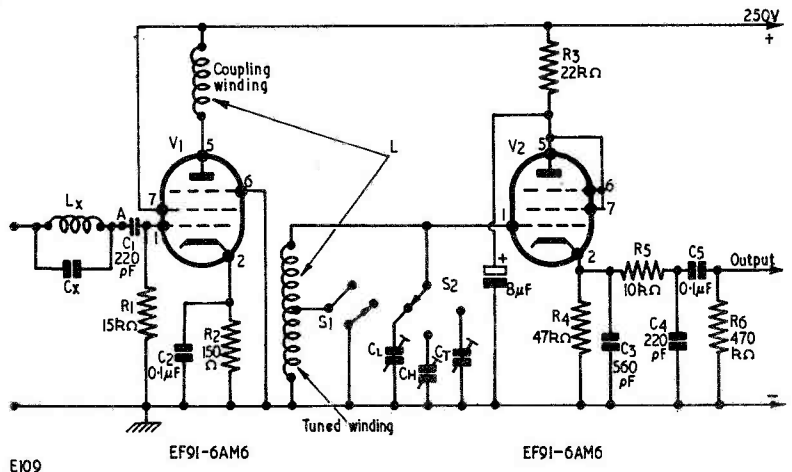 250V
+
R3
22kΩ
Coupling
winding
V1
5
L
V2
5
7
6
6
7
Lx
A
C1
220
pF
1
1
Cx
2
2
S1
S2
+
8μF
R1
15kΩ
C2
0·1μF
R2
150
Ω
CL
CH
CT
R4
47kΩ
C3
560
pF
R5
10kΩ
C4
220
pF
C5
0·1μF
Output
R6
470
kΩ
Tuned winding
−
E109
EF91-6AM6
EF91-6AM6